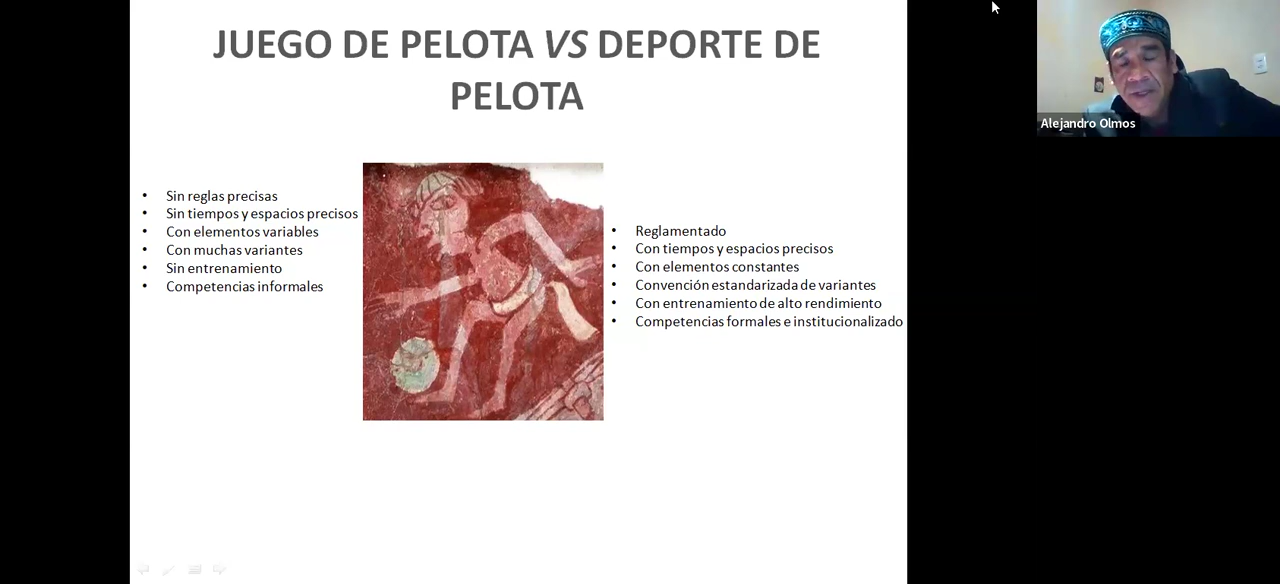 JUEGO DE PELOTA VS DEPORTE DE
PELOTA
• Sin reglas precisas
• Sin tiempos y espacios precisos
• Con elementos variables
• Con muchas variantes
• Sin entrenamiento
• Competencias informales
• Reglamentado
• Con tiempos y espacios precisos
• Con elementos constantes
• Convención estandarizada de variantes
• Con entrenamiento de alto rendimiento
• Competencias formales e institucionalizado
Alejandro Olmos